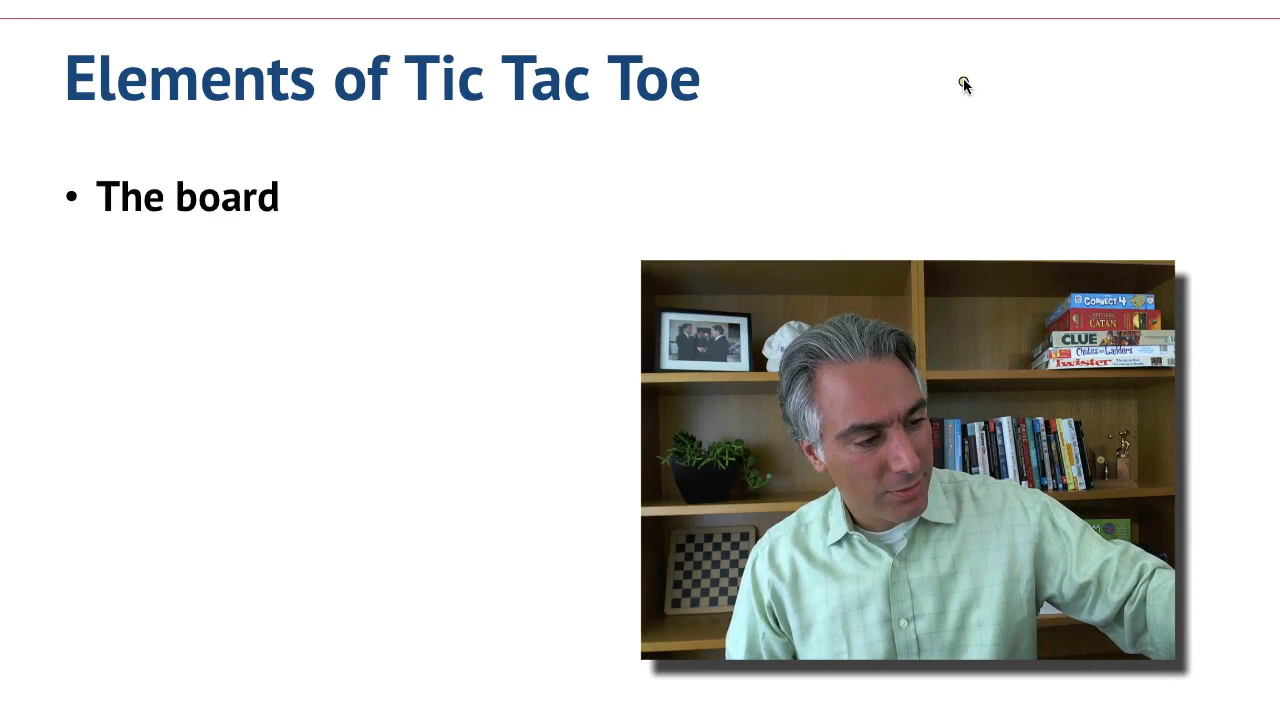 Elements of Tic Tac Toe
• The board
CONNECT 4
CATAN
CLUE
Chutes and Ladders
Twister